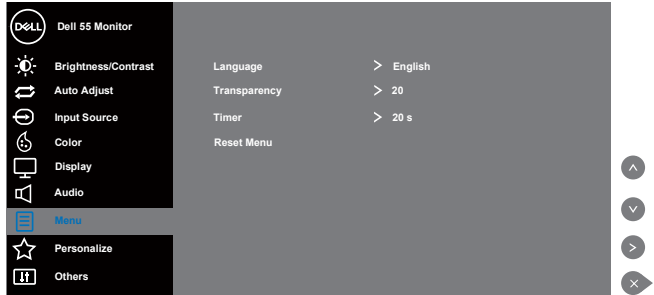 DELL
Dell 55 Monitor
Brightness/Contrast
Auto Adjust
Input Source
Color
Display
Audio
Menu
Personalize
Others
Language > English
Transparency > 20
Timer > 20 s
Reset Menu